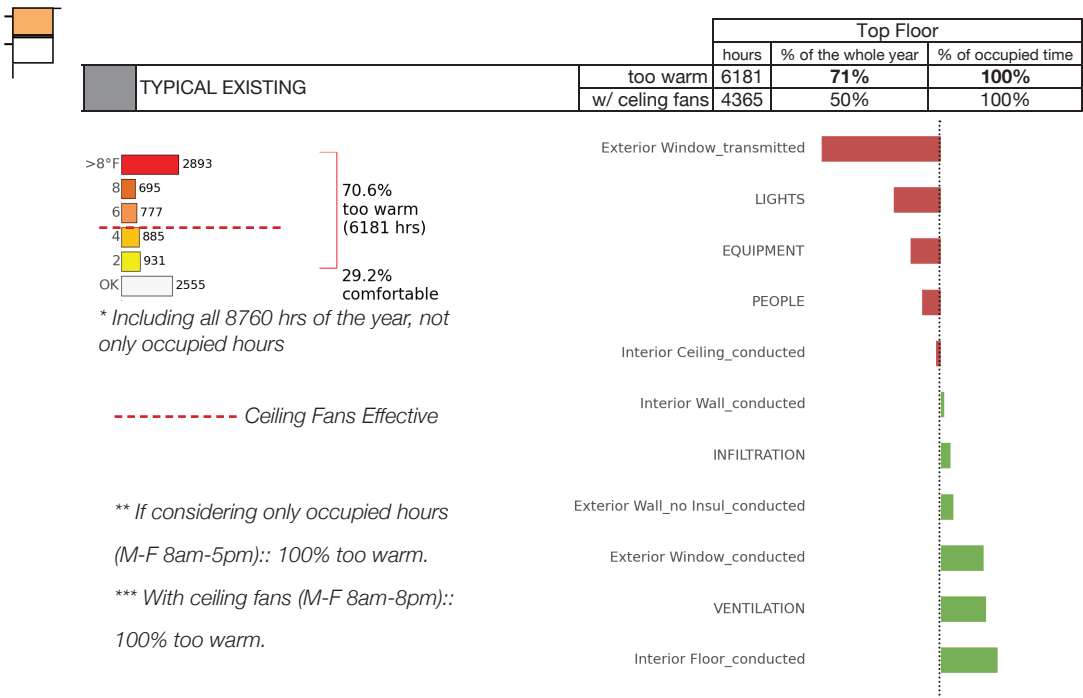 Top Floor
hours % of the whole year % of occupied time
TYPICAL EXISTING too warm 6181 71% 100%
w/ celing fans 4365 50% 100%
>8°F 2893
8 695
6 777
4 885
2 931
OK 2555
70.6%
too warm
(6181 hrs)
29.2%
comfortable
* Including all 8760 hrs of the year, not
only occupied hours
Ceiling Fans Effective
** If considering only occupied hours
(M-F 8am-5pm):: 100% too warm.
*** With ceiling fans (M-F 8am-8pm)::
100% too warm.
Exterior Window_transmitted
LIGHTS
EQUIPMENT
PEOPLE
Interior Ceiling_conducted
Interior Wall_conducted
INFILTRATION
Exterior Wall_no Insul_conducted
Exterior Window_conducted
VENTILATION
Interior Floor_conducted